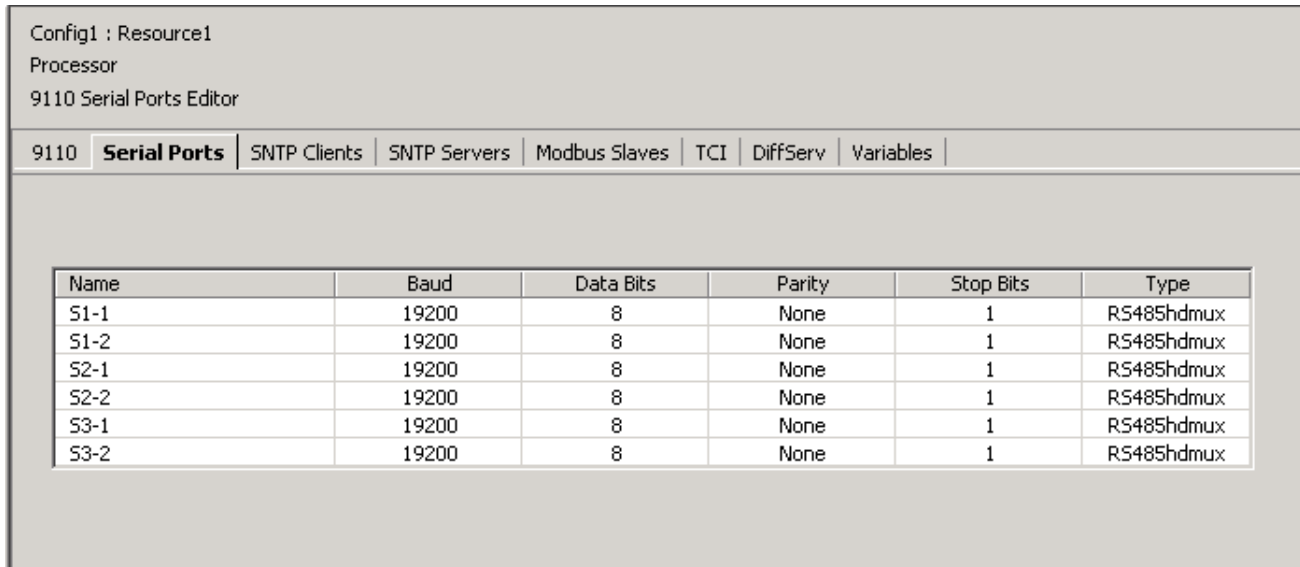 Config1 : Resource1
Processor
9110 Serial Ports Editor
9110 Serial Ports SNTP Clients SNTP Servers Modbus Slaves TCI DiffServ Variables
Name Baud Data Bits Parity Stop Bits Type
S1-1 19200 8 None 1 RS485hdmux
S1-2 19200 8 None 1 RS485hdmux
S2-1 19200 8 None 1 RS485hdmux
S2-2 19200 8 None 1 RS485hdmux
S3-1 19200 8 None 1 RS485hdmux
S3-2 19200 8 None 1 RS485hdmux